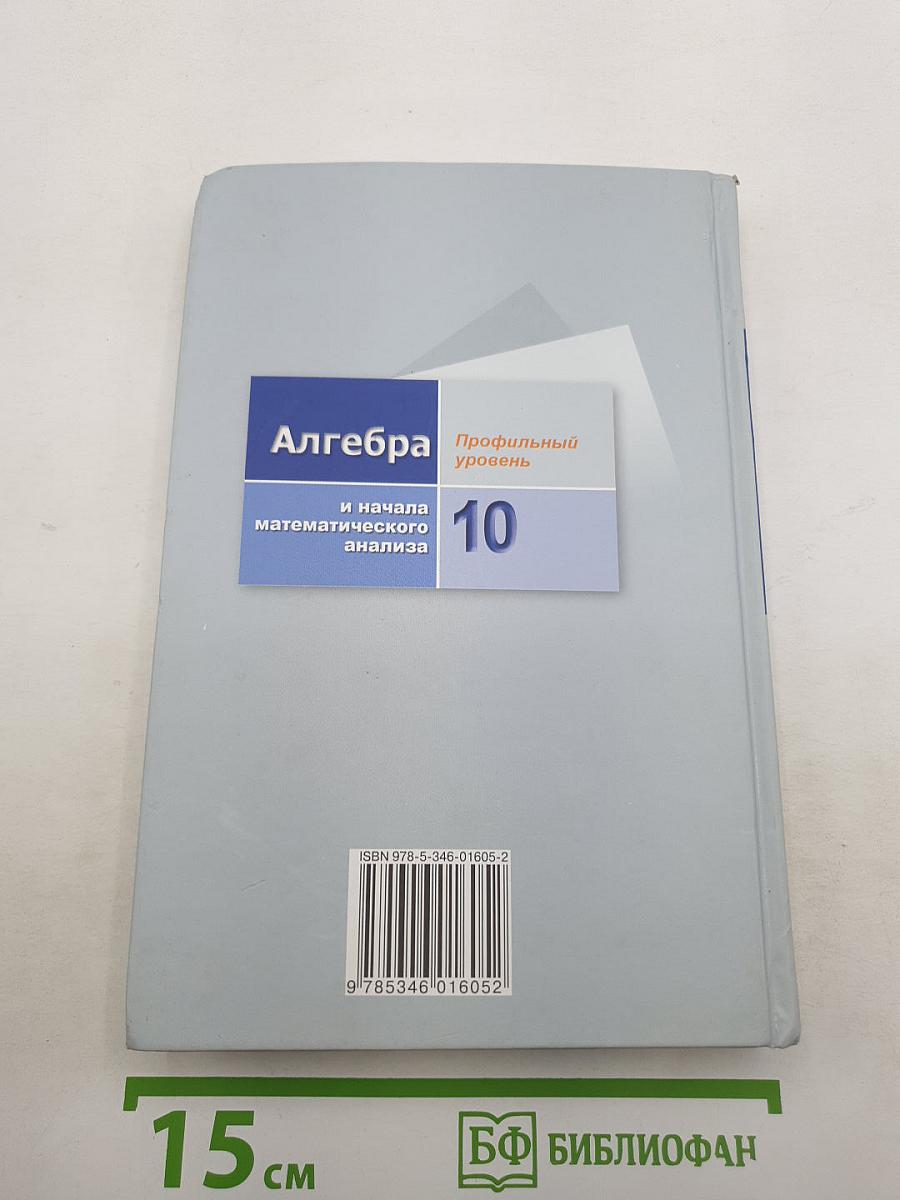 Алгебра
Профильный
уровень
и начала
математического
анализа
10
ISBN 978-5-346-01605-2
9 785346 016052
15 см
БФ БИБЛИОФАН